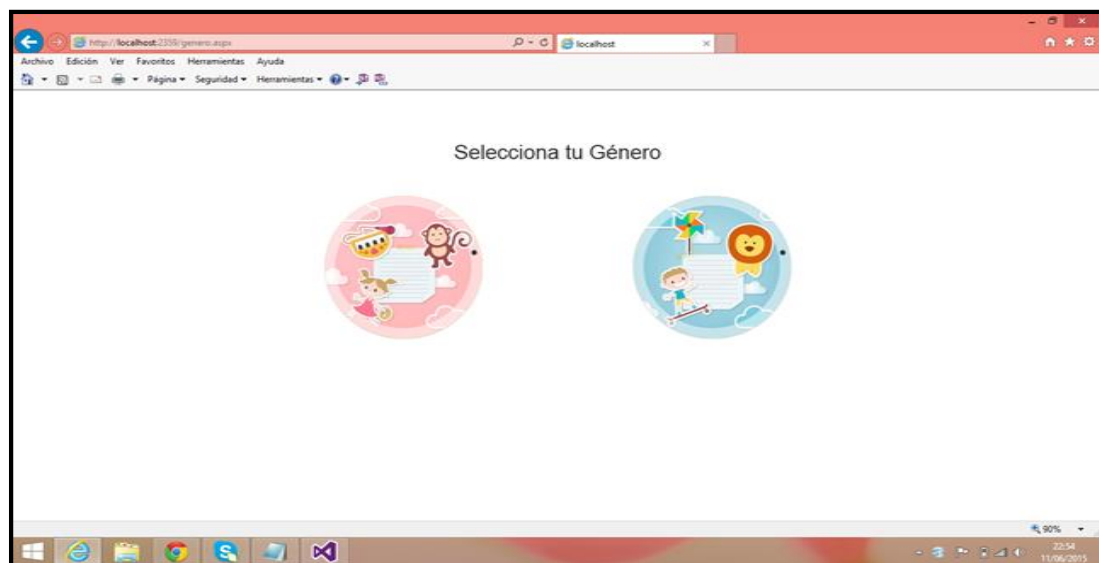 http://localhost:2359/genero.aspx
localhost
Archivo Edición Ver Favoritos Herramientas Ayuda
Página Seguridad Herramientas
Selecciona tu Género
90%
22:54
11/06/2015